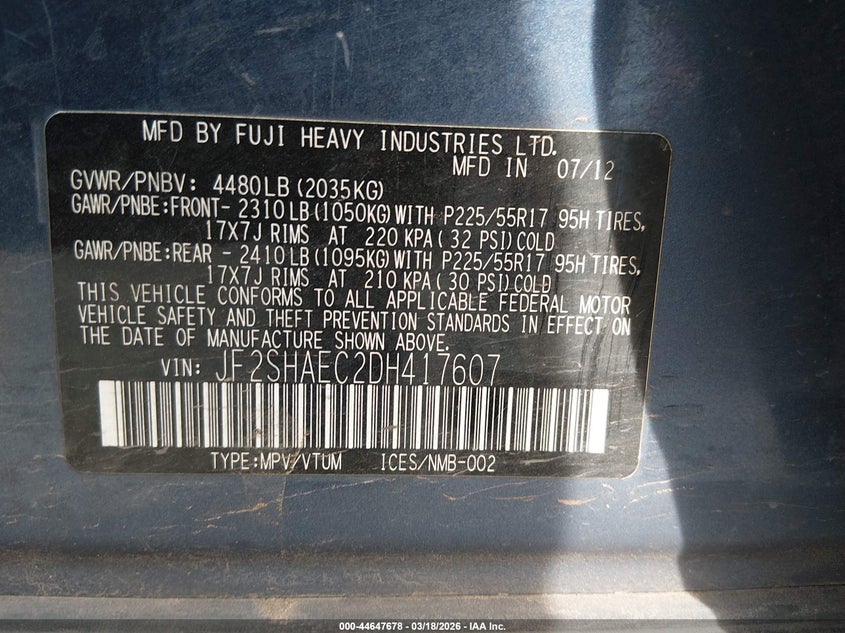 MFD BY FUJI HEAVY INDUSTRIES LTD.
MFD IN 07/12
GVWR/PNBV: 4480LB (2035KG)
GAWR/PNBE:FRONT- 2310LB (1050KG) WITH P225/55R17 95H TIRES,
17X7J RIMS AT 220 KPA ( 32 PSI) COLD
GAWR/PNBE:REAR - 2410LB (1095KG) WITH P225/55R17 95H TIRES,
17X7J RIMS AT 210 KPA ( 30 PSI) COLD
THIS VEHICLE CONFORMS TO ALL APPLICABLE FEDERAL MOTOR
VEHICLE SAFETY AND THEFT PREVENTION STANDARDS IN EFFECT ON
THE DATE OF MANUFACTURE SHOWN ABOVE.
VIN: JF2SHAEC2DH417607
TYPE:MPV/VTUM ICES/NMB-002
000-44647678 - 03/18/2026 - IAA Inc.